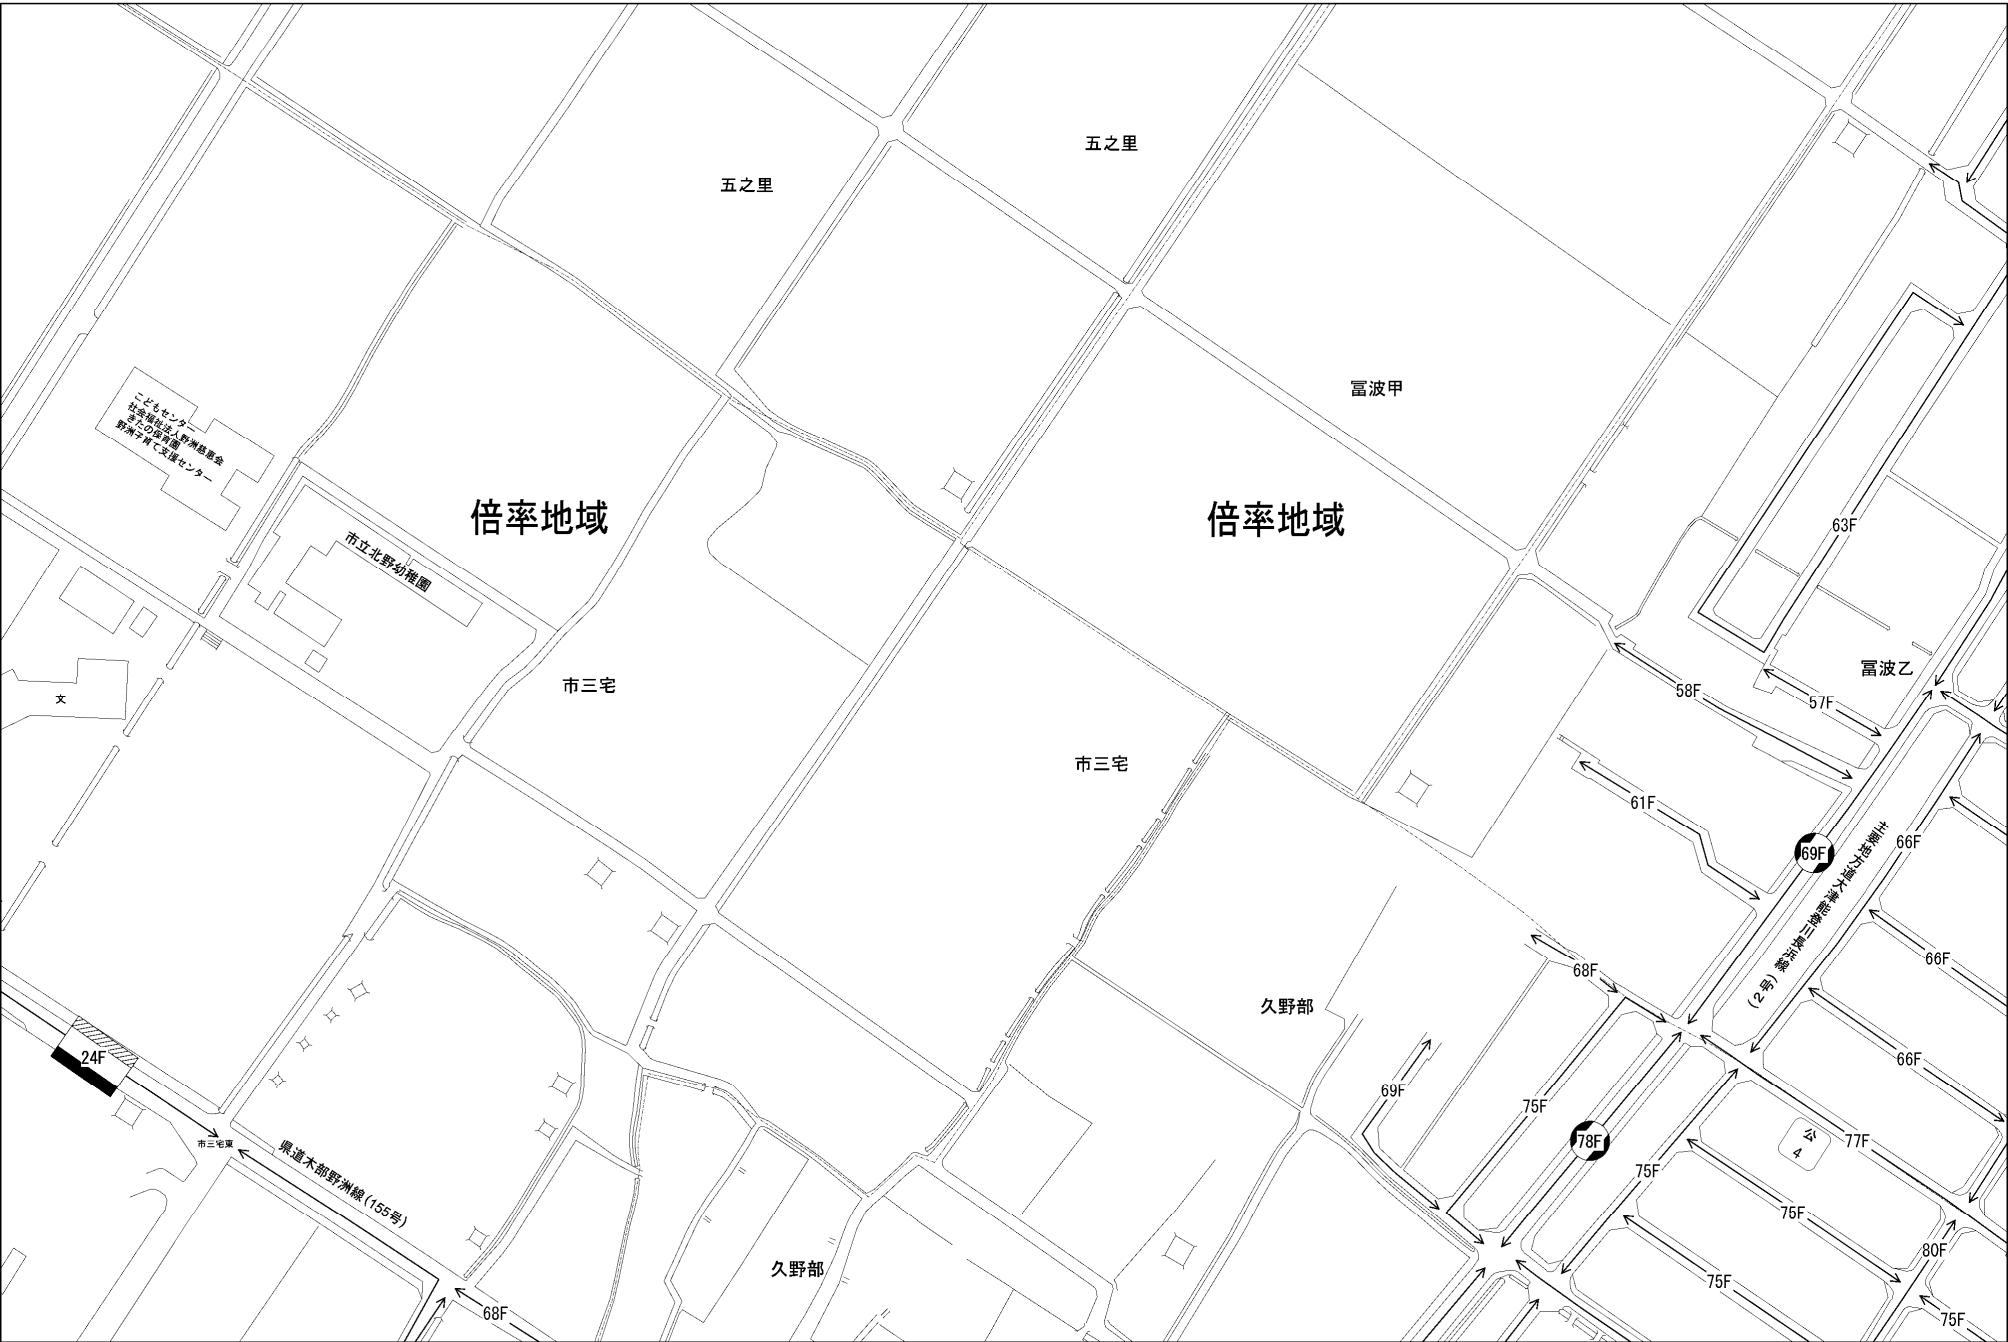 五之里
五之里
冨波甲
こどもセンター
社会福祉法人野洲慈恵会
きたの保育園
野洲子育て支援センター
倍率地域
倍率地域
63F
市立北野幼稚園
冨波乙
市三宅
58F
57F
文
市三宅
61F
69F
66F
主要地方道大津能登川長浜線
(2号)
68F
66F
久野部
24F
66F
69F
75F
78F
公
4
77F
市三宅東
県道木部野洲線(155号)
75F
75F
80F
久野部
75F
68F
75F